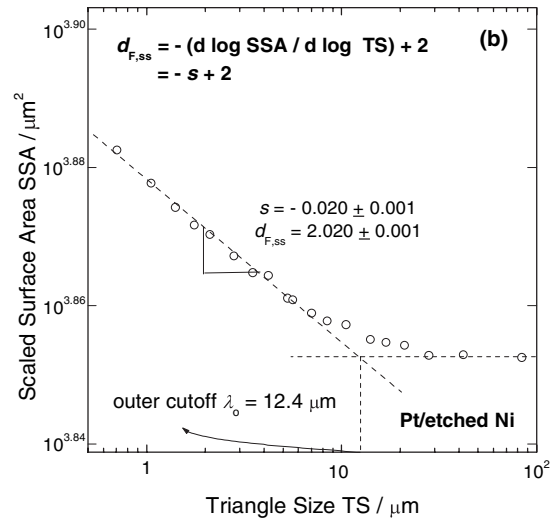 (b)
d_F,ss = - (d log SSA / d log TS) + 2
= - s + 2
s = - 0.020 ± 0.001
d_F,ss = 2.020 ± 0.001
outer cutoff λ_o = 12.4 μm
Pt/etched Ni
Scaled Surface Area SSA / μm²
10^3.90
10^3.88
10^3.86
10^3.84
1
10
10²
Triangle Size TS / μm